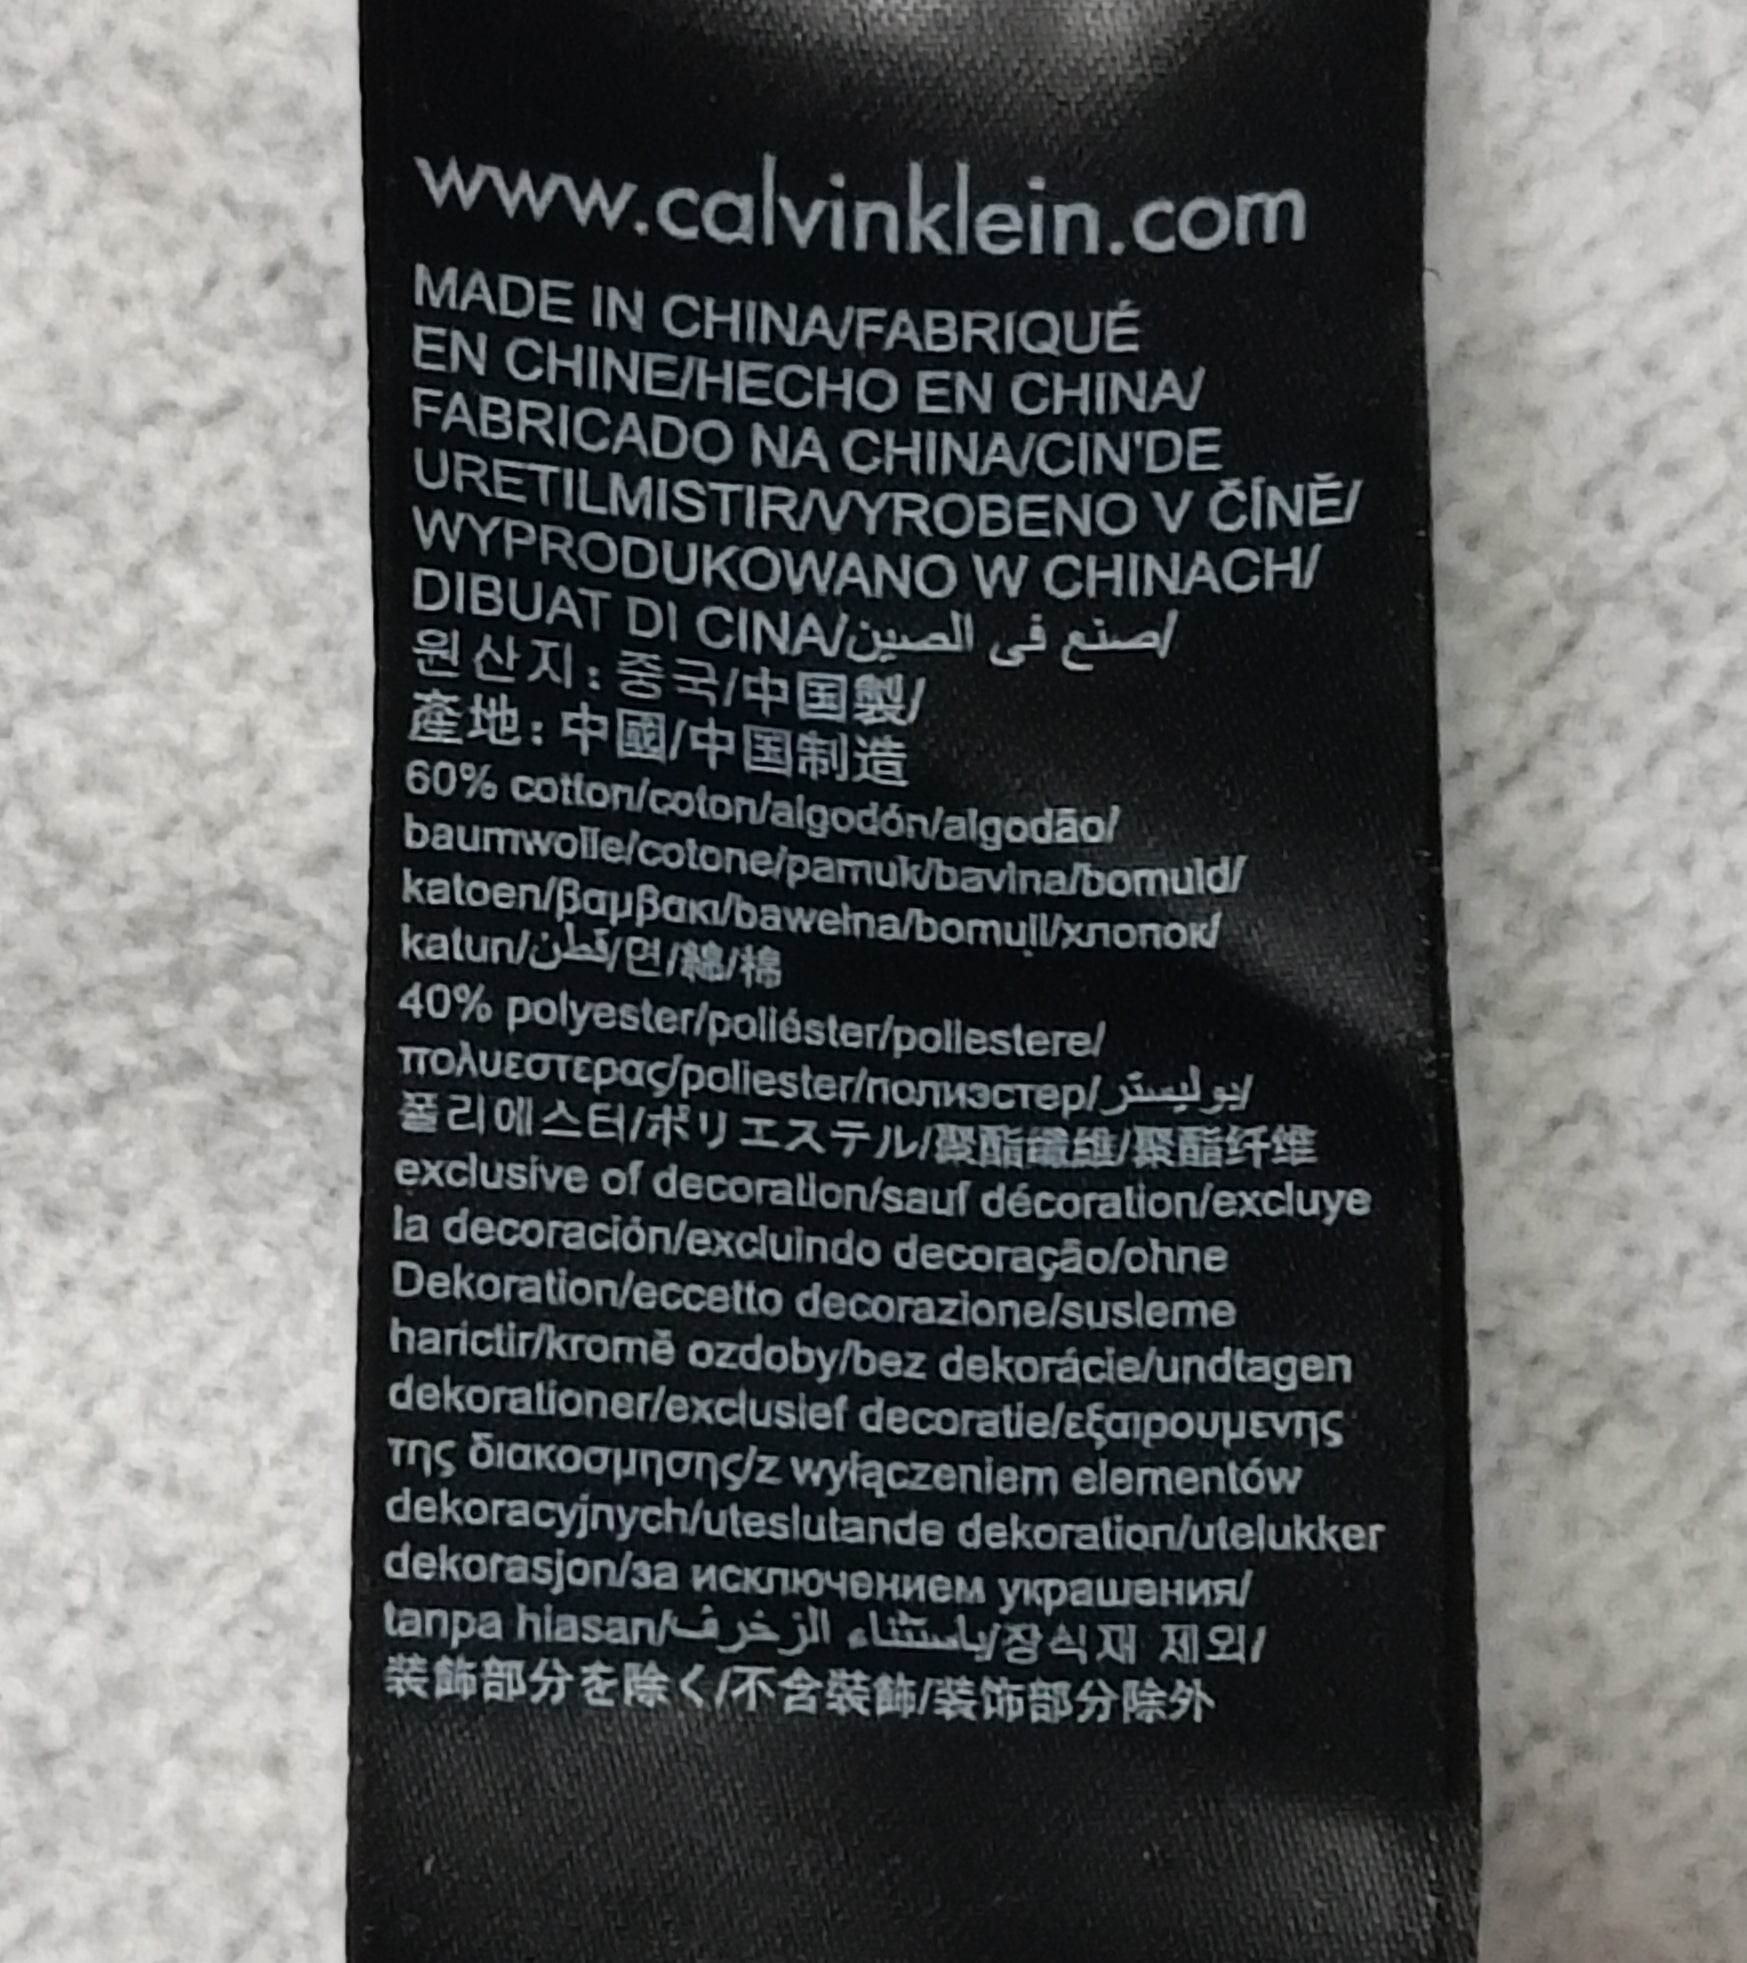 www.calvinklein.com
MADE IN CHINA/FABRIQUÉ
EN CHINE/HECHO EN CHINA/
FABRICADO NA CHINA/CIN'DE
URETILMISTIR/VYROBENO V ČÍNĚ/
WYPRODUKOWANO W CHINACH/
DIBUAT DI CINA/صنع فى الصين/
원산지: 중국/中国製/
產地: 中國/中国制造
60% cotton/coton/algodón/algodão/
baumwolle/cotone/pamuk/bavlna/bomuld/
katoen/βαμβακι/bawełna/bomull/хлопок/
katun/قطن/면/綿/棉
40% polyester/poliéster/poliestere/
πολυεστερας/poliester/полиэстер/بوليستر/
폴리에스터/ポリエステル/聚酯纖維/聚酯纤维
exclusive of decoration/sauf décoration/excluye
la decoración/excluindo decoração/ohne
Dekoration/eccetto decorazione/susleme
harictir/kromě ozdoby/bez dekorácie/undtagen
dekorationer/exclusief decoratie/εξαιρουμενης
της διακοσμησης/z wyłączeniem elementów
dekoracyjnych/uteslutande dekoration/utelukker
dekorasjon/за исключением украшения/
tanpa hiasan/باستثناء الزخرف/장식재 제외/
装飾部分を除く/不含裝飾/装饰部分除外